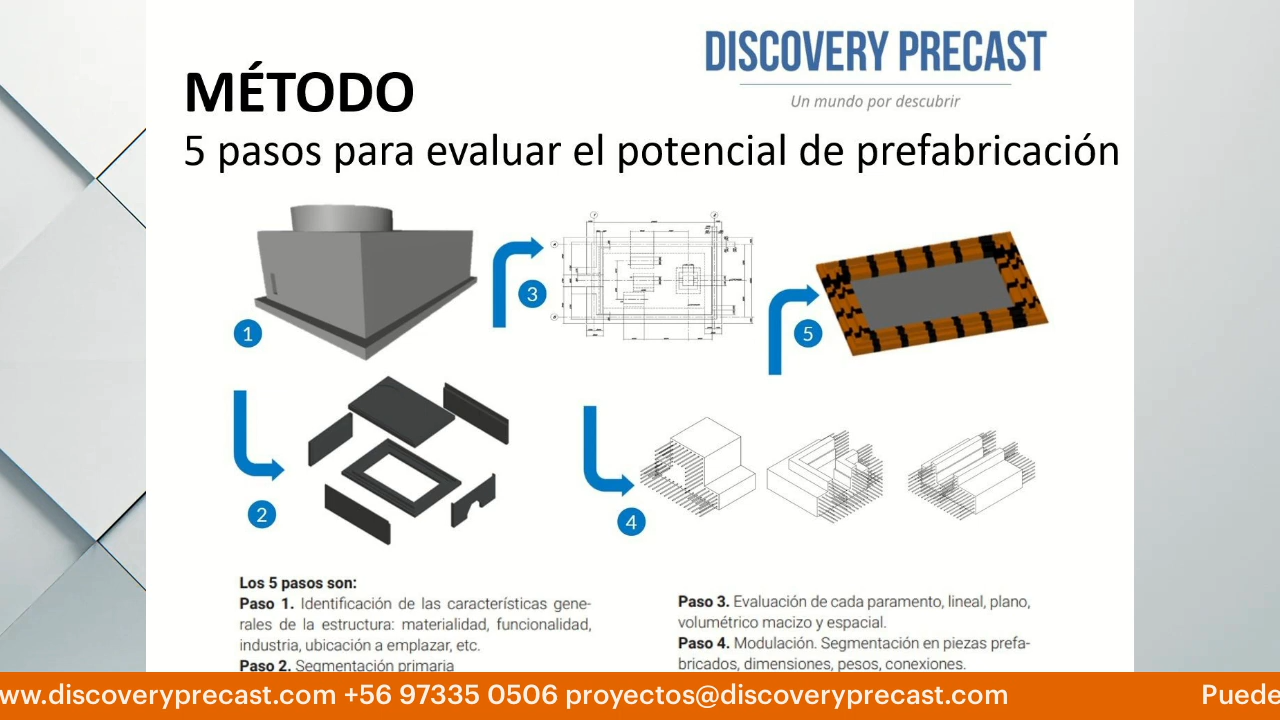 DISCOVERY PRECAST
Un mundo por descubrir
MÉTODO
5 pasos para evaluar el potencial de prefabricación
1
3
5
2
4
Los 5 pasos son:
Paso 1. Identificación de las características gene-
rales de la estructura: materialidad, funcionalidad,
industria, ubicación a emplazar, etc.
Paso 2. Segmentación primaria
Paso 3. Evaluación de cada paramento, lineal, plano,
volumétrico macizo y espacial.
Paso 4. Modulación. Segmentación en piezas prefa-
bricados, dimensiones, pesos, conexiones.
ww.discoveryprecast.com +56 97335 0506 proyectos@discoveryprecast.com Puede